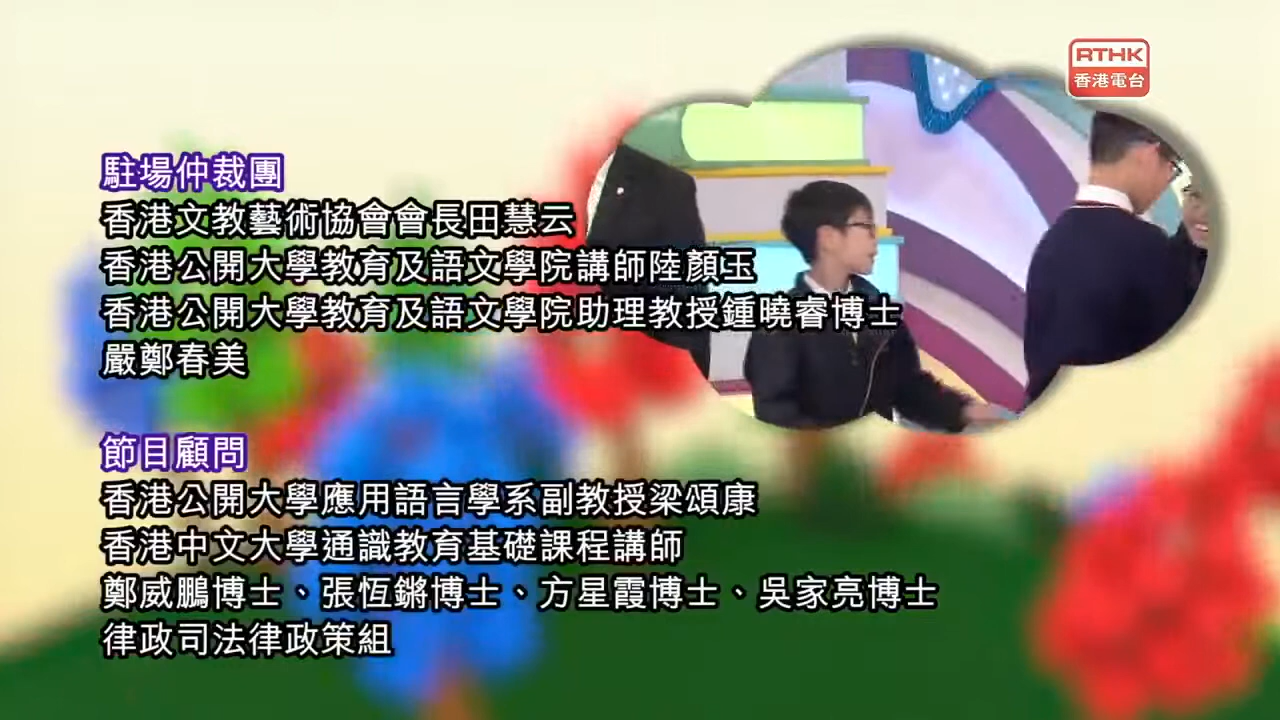 RTHK
香港電台
駐場仲裁團
香港文教藝術協會會長田慧云
香港公開大學教育及語文學院講師陸顏玉
香港公開大學教育及語文學院助理教授鍾曉睿博士
嚴鄭春美
節目顧問
香港公開大學應用語言學系副教授梁頌康
香港中文大學通識教育基礎課程講師
鄭威鵬博士、張恆鏘博士、方星霞博士、吳家亮博士
律政司法律政策組